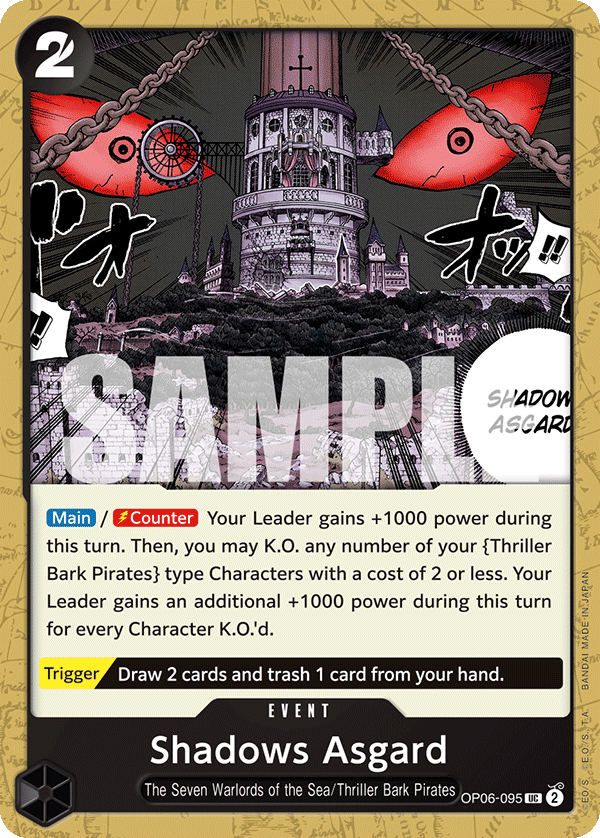 2
ドオオッ!!
!!
SHADOW
ASGARD
SAMPL
Main / Counter Your Leader gains +1000 power during
this turn. Then, you may K.O. any number of your {Thriller
Bark Pirates} type Characters with a cost of 2 or less. Your
Leader gains an additional +1000 power during this turn
for every Character K.O.'d.
Trigger Draw 2 cards and trash 1 card from your hand.
EVENT
Shadows Asgard
The Seven Warlords of the Sea/Thriller Bark Pirates
OP06-095 UC 2
©E.O./S. ©E.O./S.,T.A. BANDAI MADE IN JAPAN